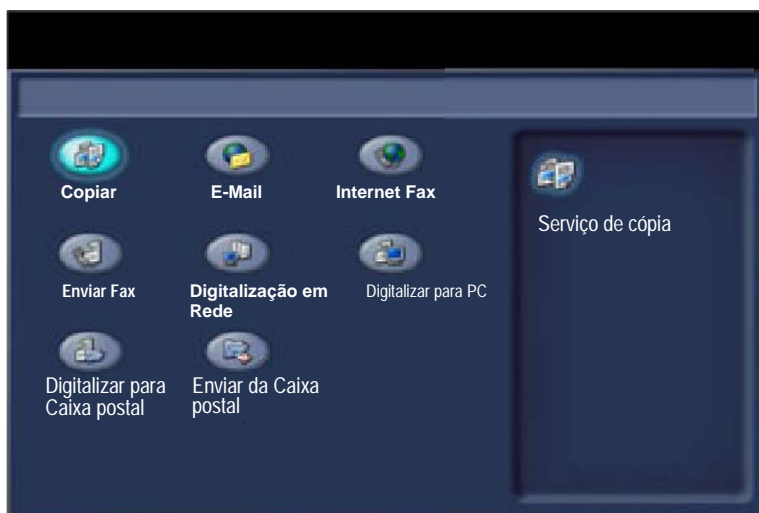 Copiar
E-Mail
Internet Fax
Serviço de cópia
Enviar Fax
Digitalização em
Rede
Digitalizar para PC
Digitalizar para
Caixa postal
Enviar da Caixa
postal